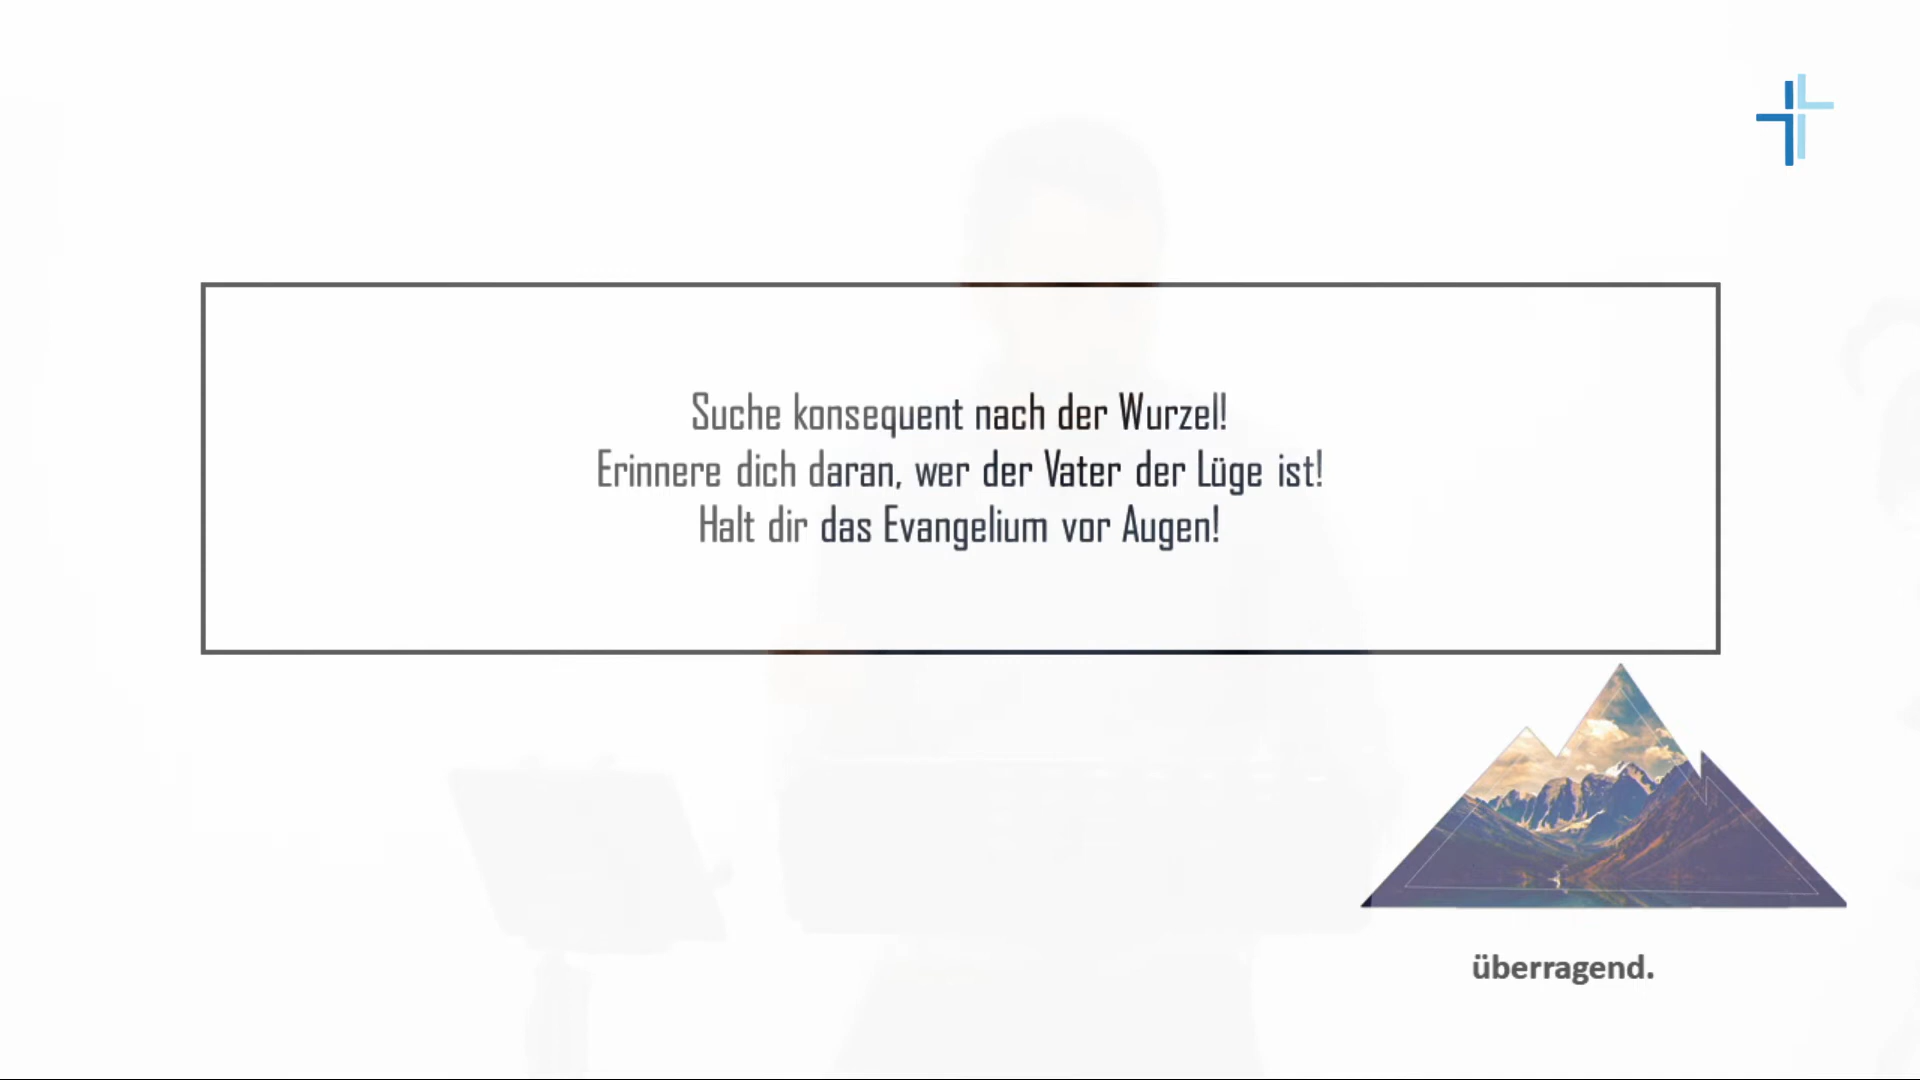 Suche konsequent nach der Wurzel!
Erinnere dich daran, wer der Vater der Lüge ist!
Halt dir das Evangelium vor Augen!
überragend.